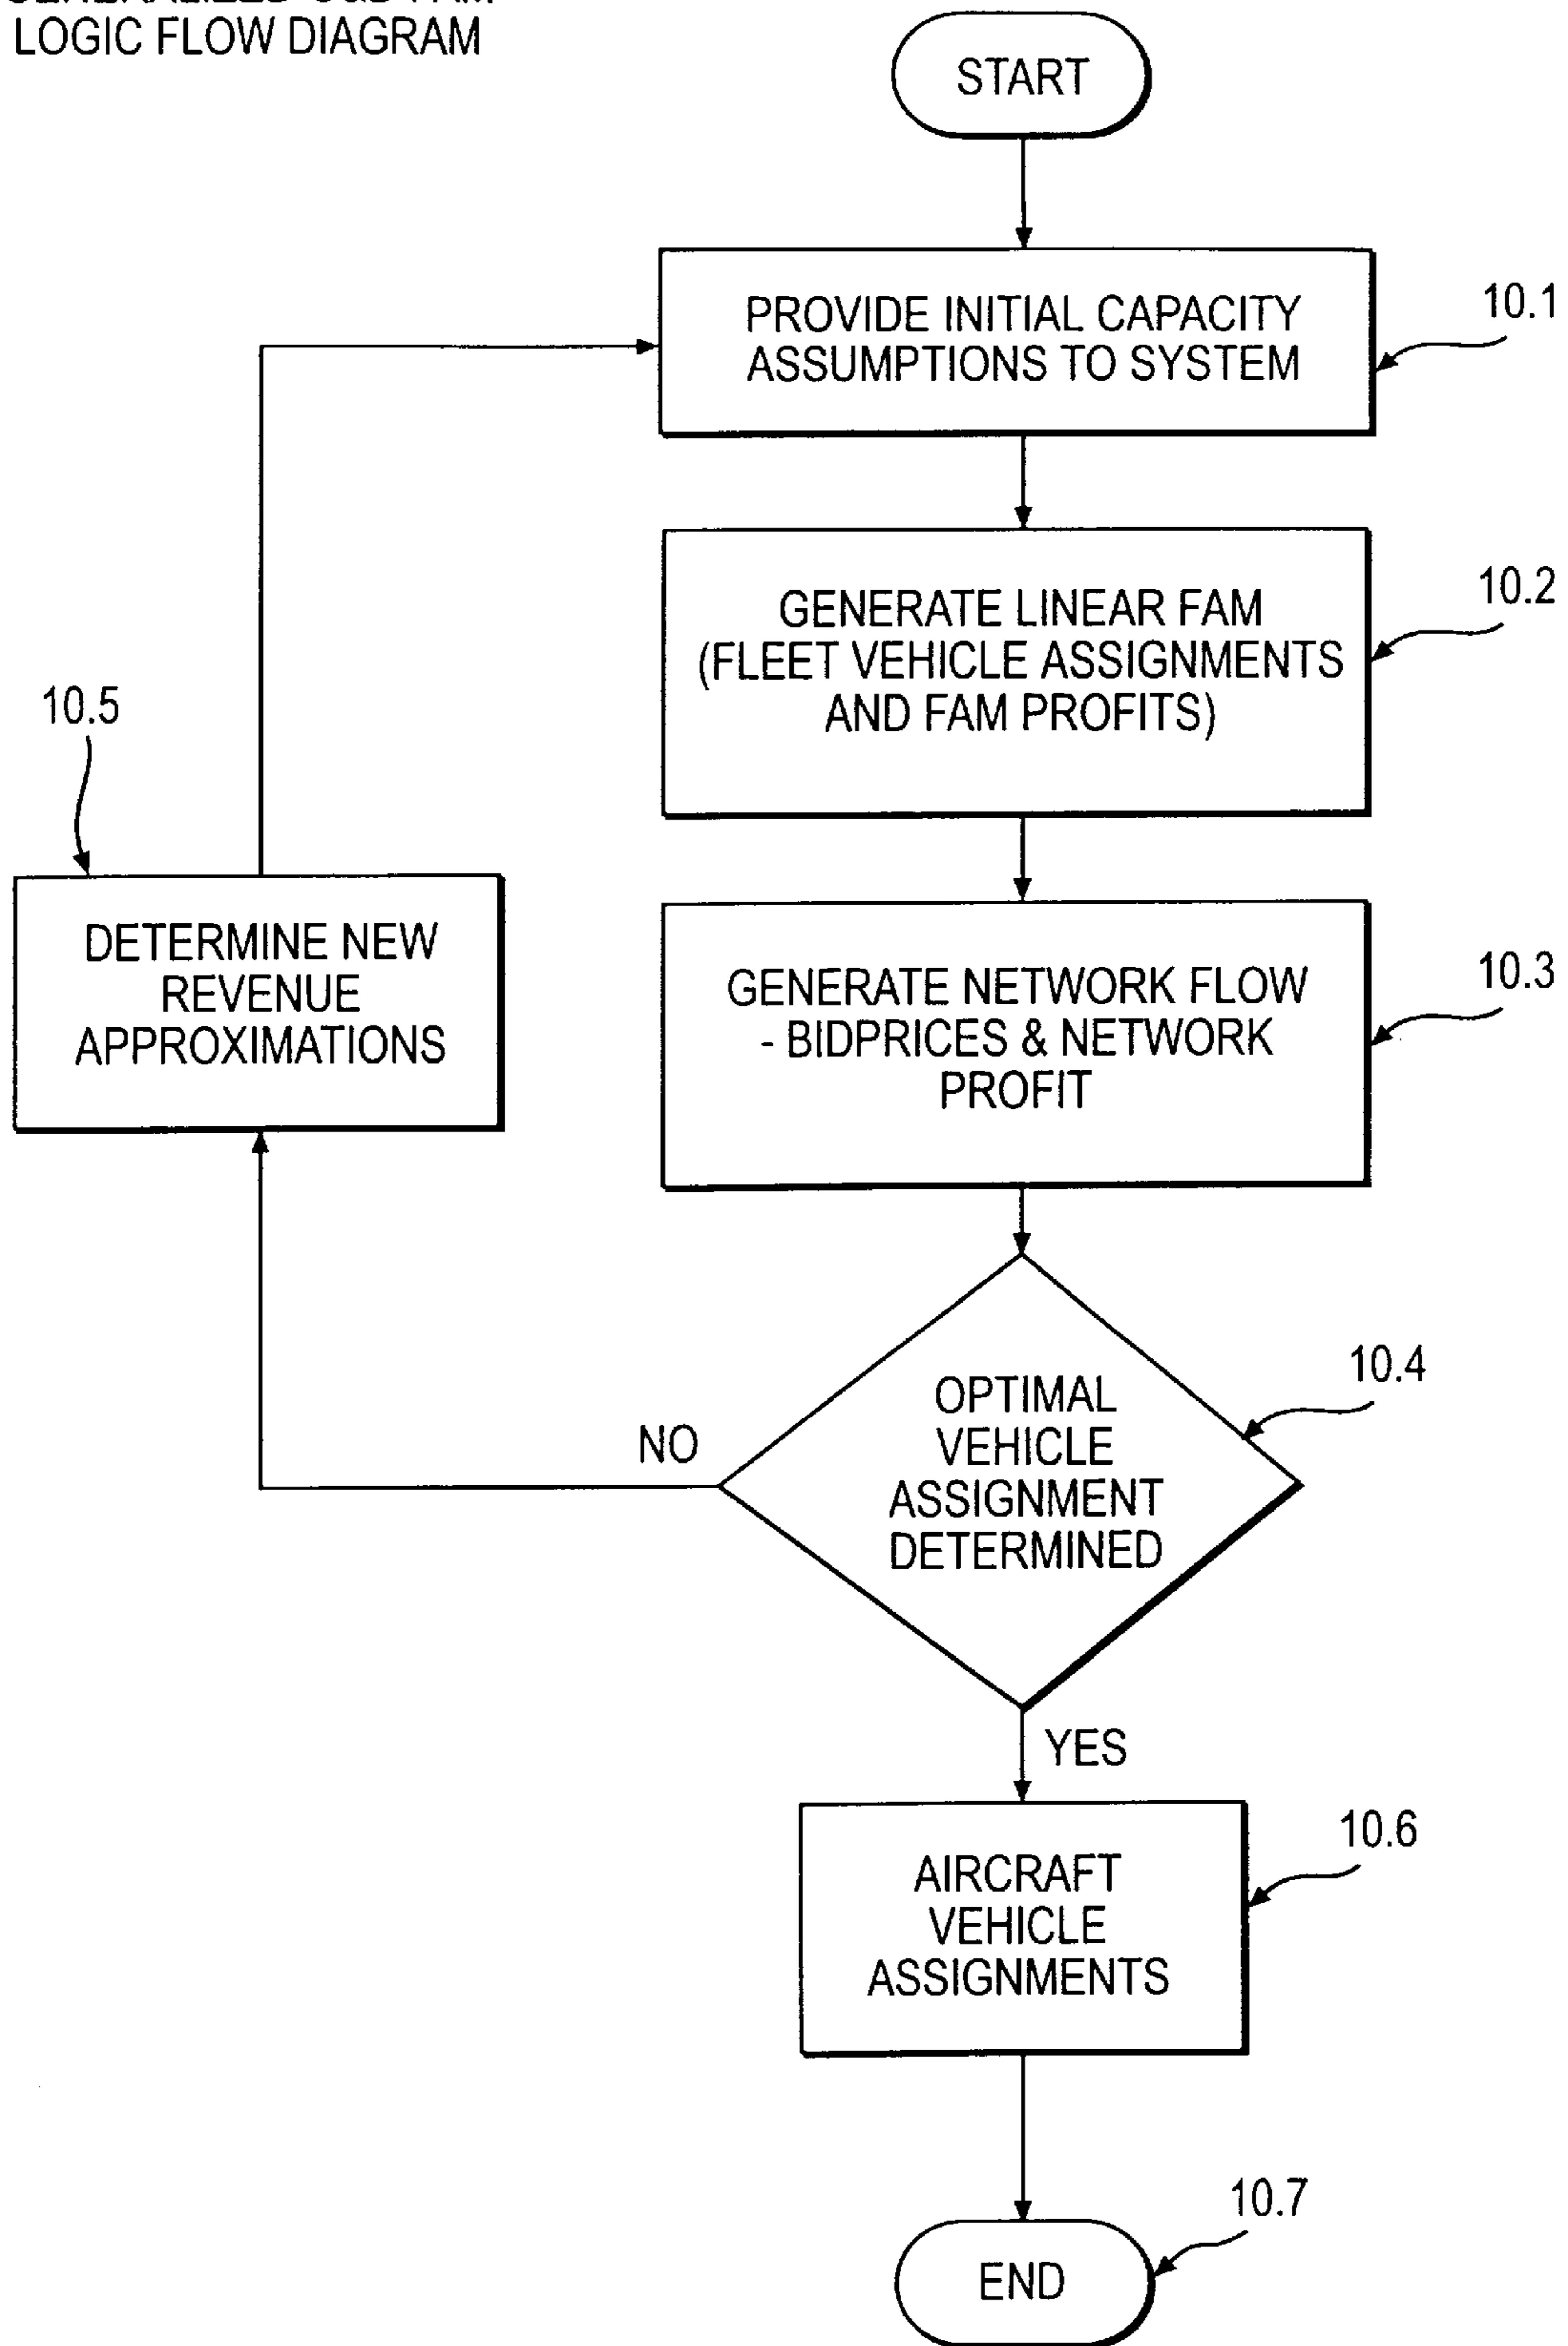 LOGIC FLOW DIAGRAM
START
PROVIDE INITIAL CAPACITY
ASSUMPTIONS TO SYSTEM
10.1
GENERATE LINEAR FAM
(FLEET VEHICLE ASSIGNMENTS
AND FAM PROFITS)
10.2
GENERATE NETWORK FLOW
- BIDPRICES & NETWORK
PROFIT
10.3
10.5
DETERMINE NEW
REVENUE
APPROXIMATIONS
OPTIMAL
VEHICLE
ASSIGNMENT
DETERMINED
10.4
NO
YES
AIRCRAFT
VEHICLE
ASSIGNMENTS
10.6
END
10.7